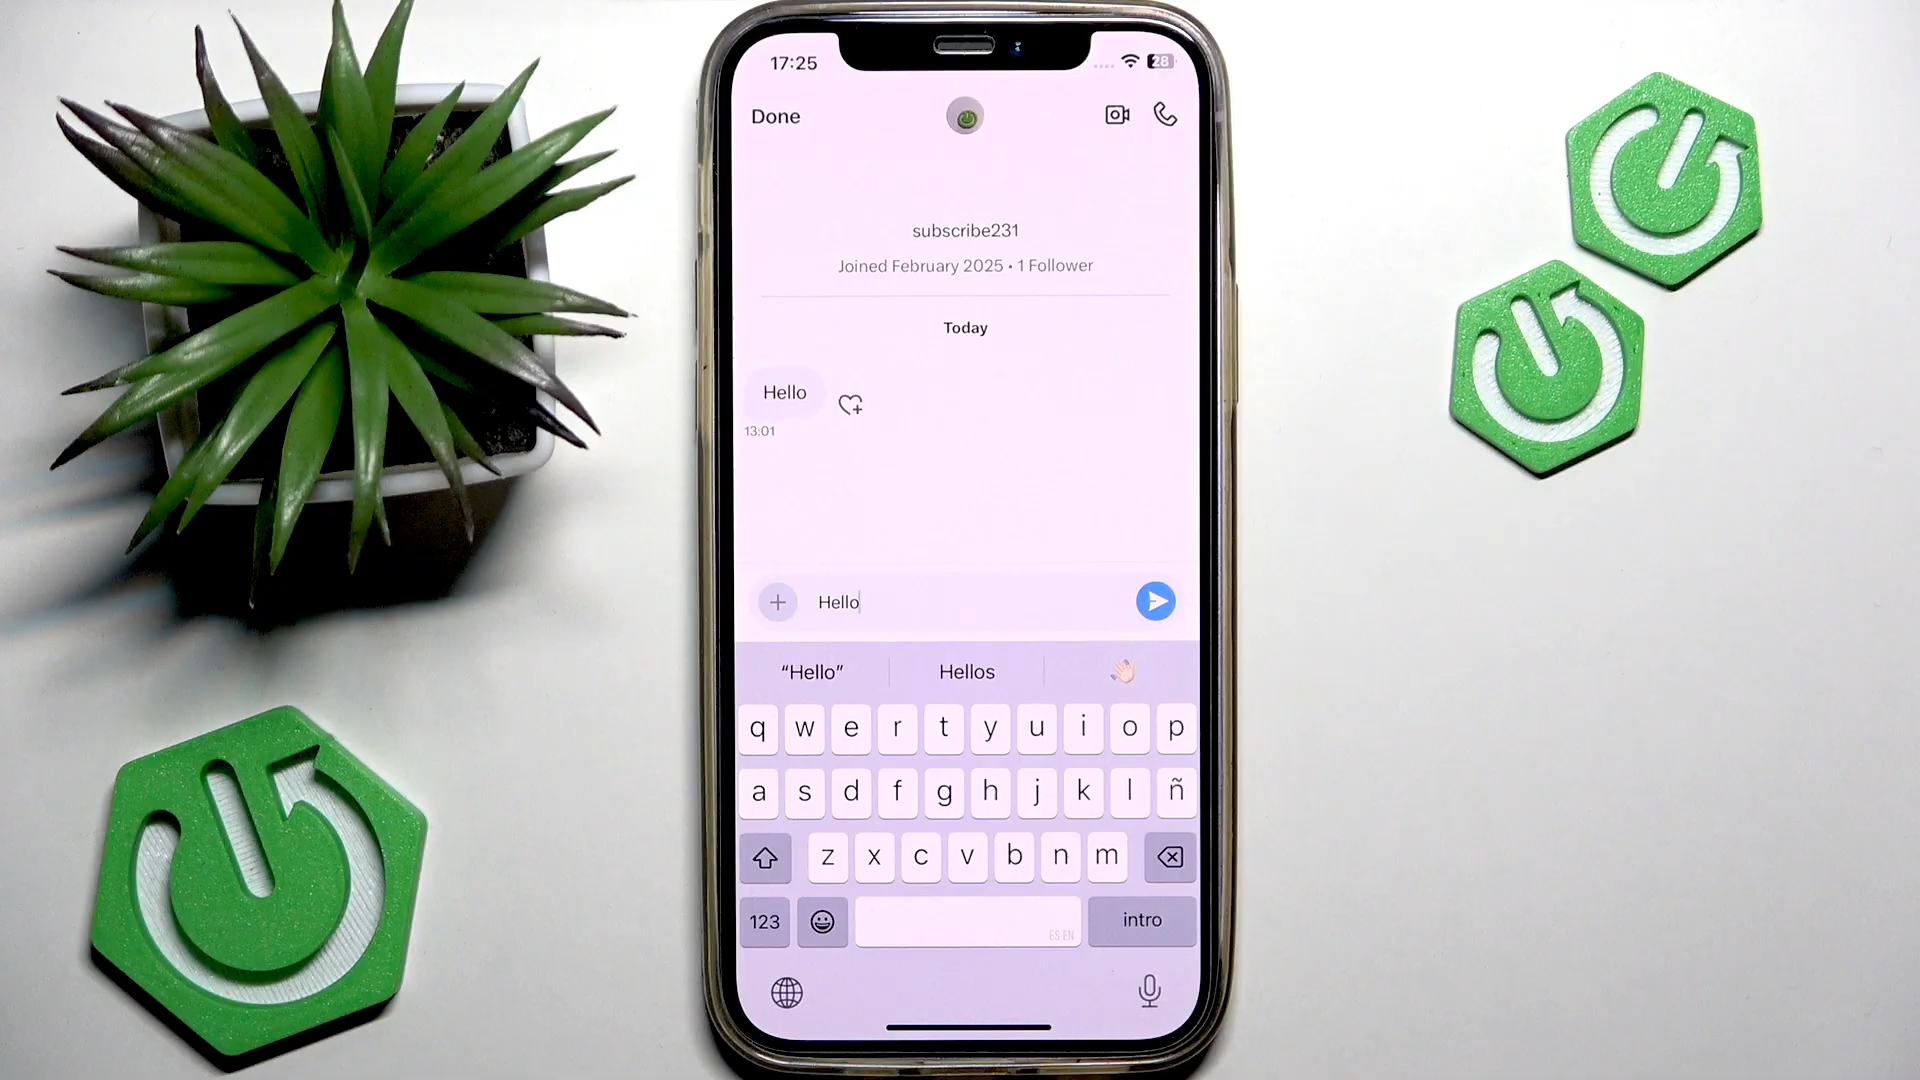 17:25
28
Done
subscribe231
Joined February 2025 • 1 Follower
Today
Hello
13:01
Hello
“Hello” Hellos 👋🏻
q w e r t y u i o p
a s d f g h j k l ñ
z x c v b n m
123 ES EN intro